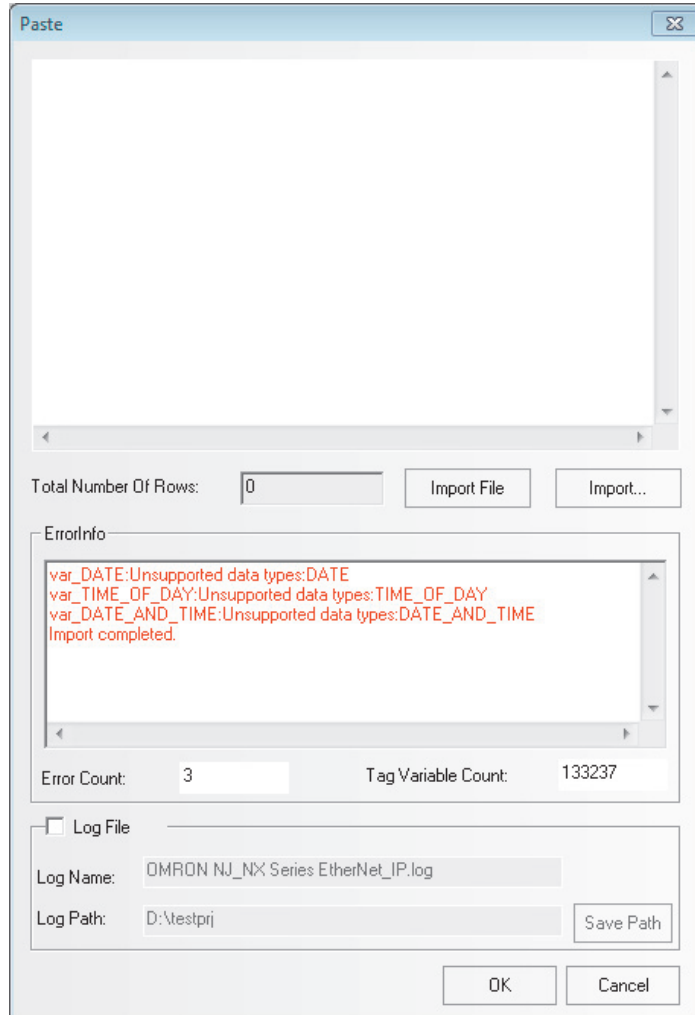 Paste
Total Number Of Rows: 0 Import File Import...
ErrorInfo
var_DATE:Unsupported data types:DATE
var_TIME_OF_DAY:Unsupported data types:TIME_OF_DAY
var_DATE_AND_TIME:Unsupported data types:DATE_AND_TIME
Import completed.
Error Count: 3 Tag Variable Count: 133237
Log File
Log Name: OMRON NJ_NX Series EtherNet_IP.log
Log Path: D:\testprj Save Path
OK Cancel